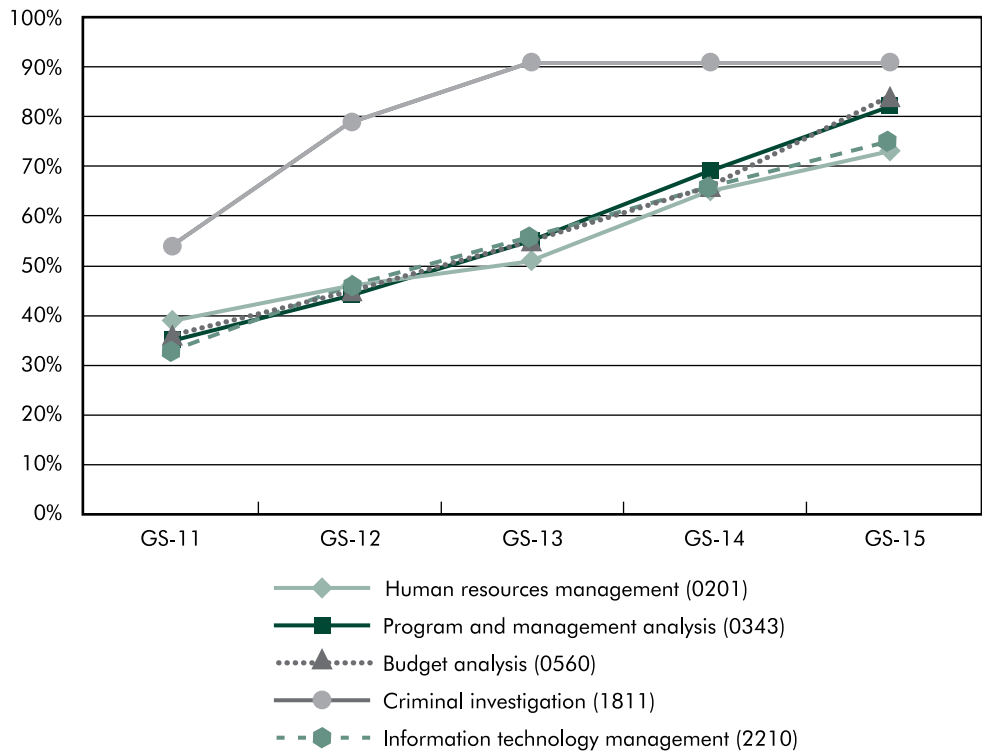 100%
90%
80%
70%
60%
50%
40%
30%
20%
10%
0%
GS-11 GS-12 GS-13 GS-14 GS-15
Human resources management (0201)
Program and management analysis (0343)
Budget analysis (0560)
Criminal investigation (1811)
Information technology management (2210)